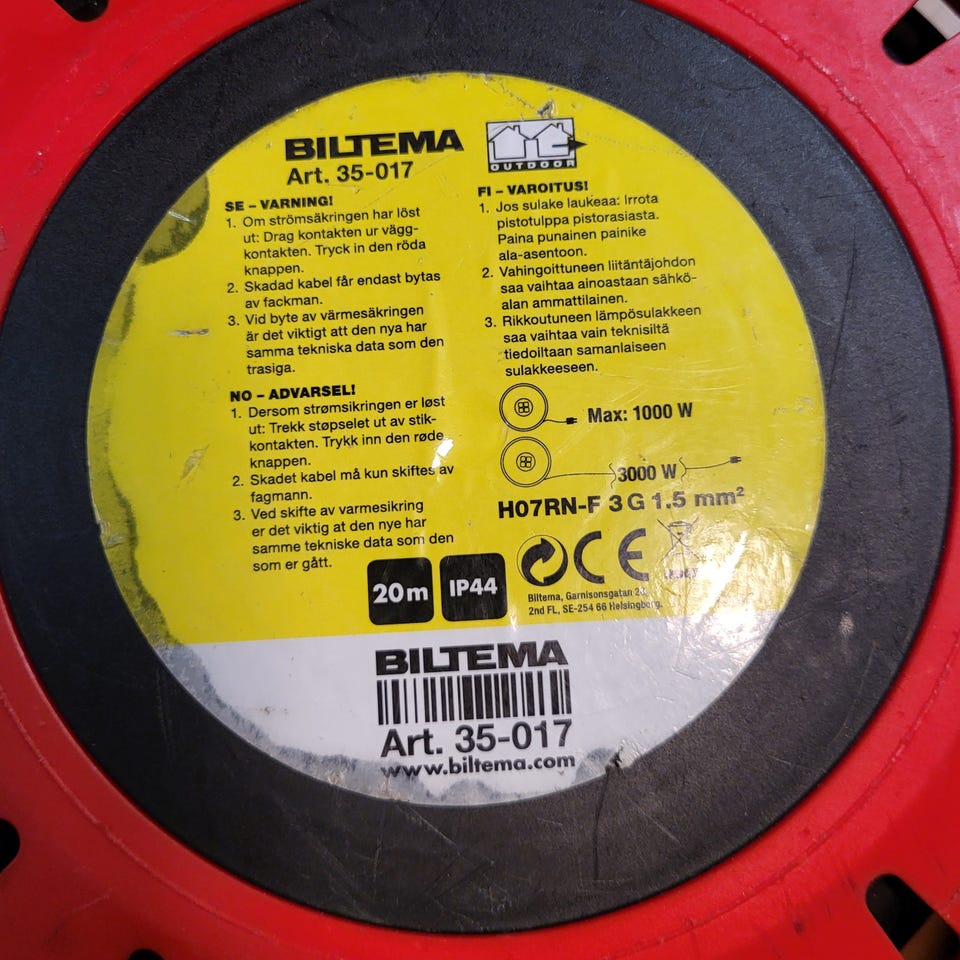 BILTEMA
Art. 35-017
OUTDOOR
SE – VARNING!
1. Om strömsäkringen har löst
ut: Drag kontakten ur vägg-
kontakten. Tryck in den röda
knappen.
2. Skadad kabel får endast bytas
av fackman.
3. Vid byte av värmesäkringen
är det viktigt att den nya har
samma tekniska data som den
trasiga.
NO – ADVARSEL!
1. Dersom strømsikringen er løst
ut: Trekk støpselet ut av stik-
kontakten. Trykk inn den røde
knappen.
2. Skadet kabel må kun skiftes av
fagmann.
3. Ved skifte av varmesikring
er det viktig at den nye har
samme tekniske data som den
som er gått.
FI – VAROITUS!
1. Jos sulake laukeaa: Irrota
pistotulppa pistorasiasta.
Paina punainen painike
ala-asentoon.
2. Vahingoittuneen liitäntäjohdon
saa vaihtaa ainoastaan sähkö-
alan ammattilainen.
3. Rikkoutuneen lämpösulakkeen
saa vaihtaa vain teknisiltä
tiedoiltaan samanlaiseen
sulakkeeseen.
Max: 1000 W
3000 W
H07RN-F 3 G 1.5 mm²
20 m
IP44
CE
Biltema, Garnisonsgatan
2nd FL, SE-254 66 Helsingborg.
BILTEMA
Art. 35-017
www.biltema.com